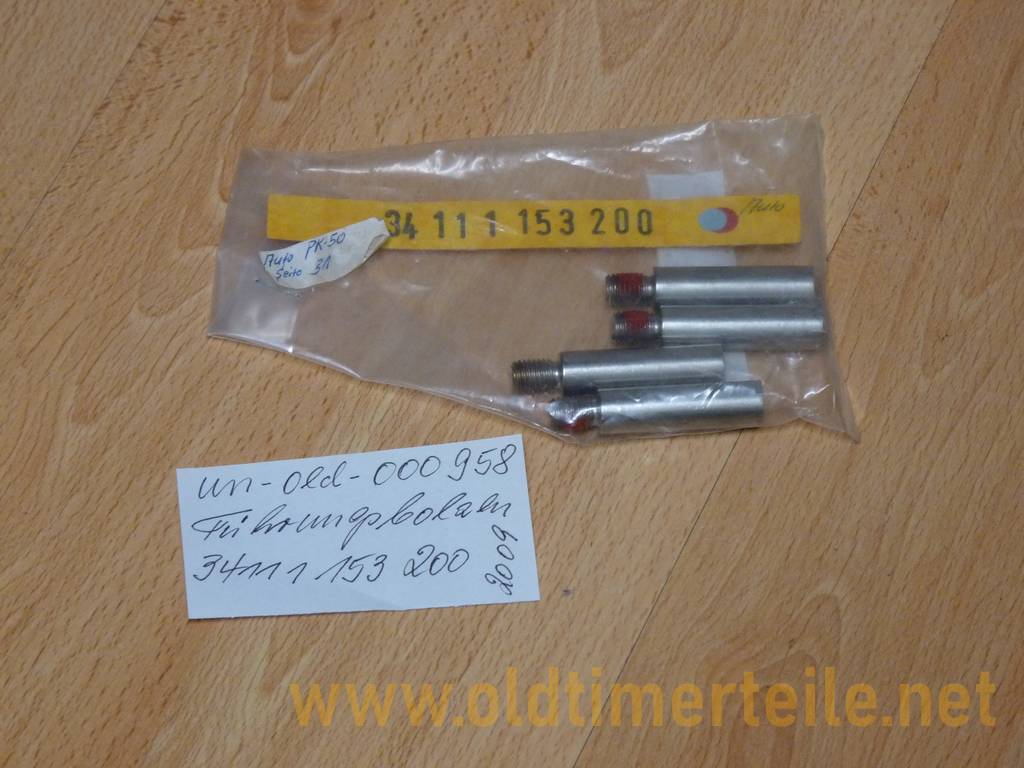 34 11 1 153 200
Auto
Auto PK-50
Seite 31
un-old-000958
Führungsbolzen
34111 153 200
2009
www.oldtimerteile.net